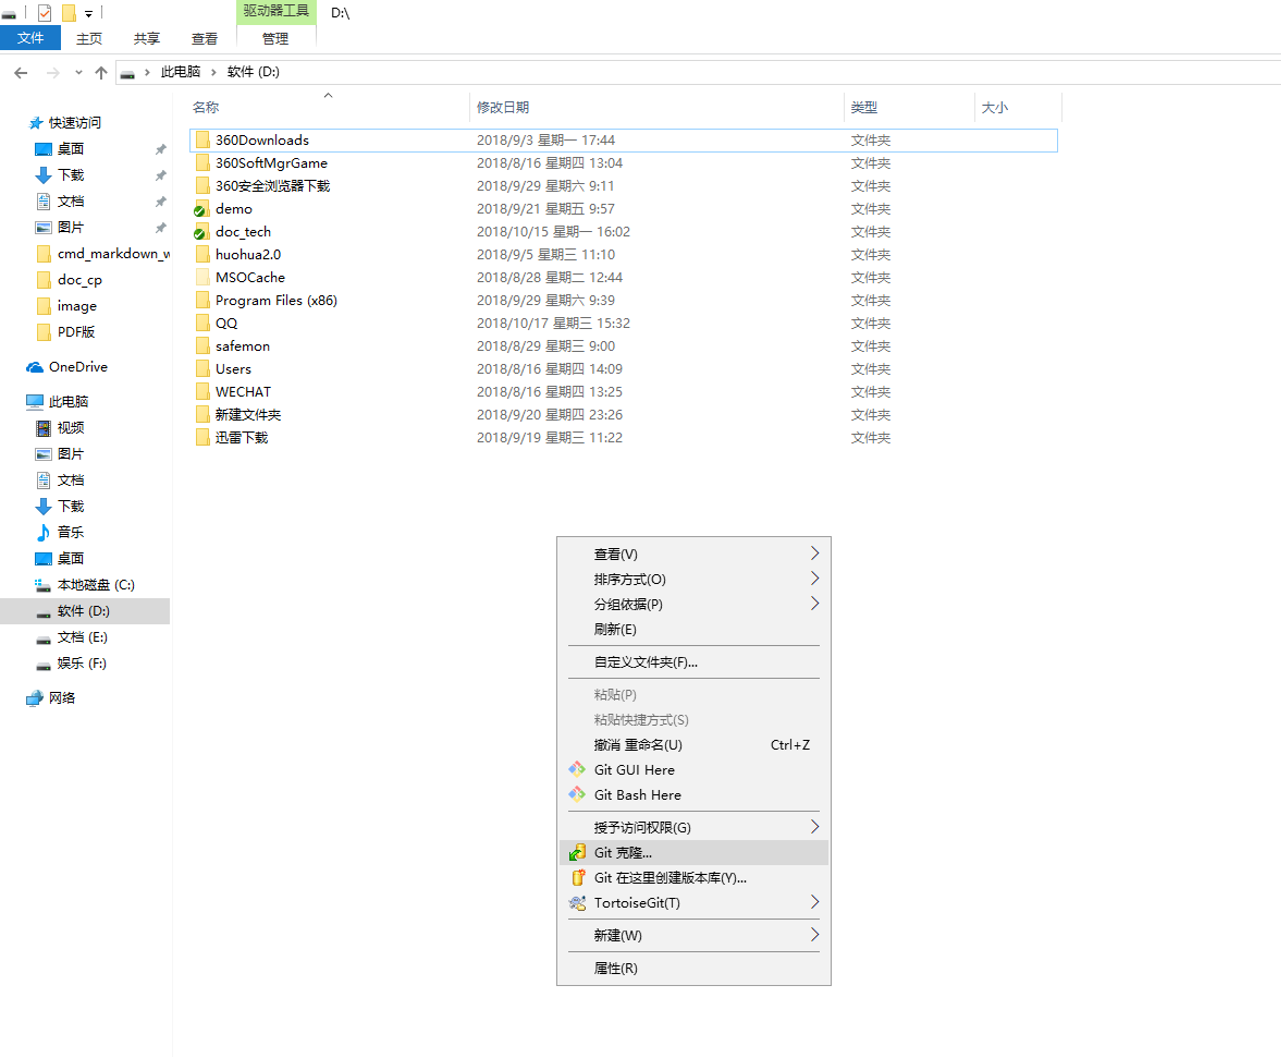 驱动器工具 D:\
文件 主页 共享 查看 管理
此电脑 软件 (D:)
名称 修改日期 类型 大小
快速访问
桌面
下载
文档
图片
cmd_markdown_w
doc_cp
image
PDF版
OneDrive
此电脑
视频
图片
文档
下载
音乐
桌面
本地磁盘 (C:)
软件 (D:)
文档 (E:)
娱乐 (F:)
网络
360Downloads 2018/9/3 星期一 17:44 文件夹
360SoftMgrGame 2018/8/16 星期四 13:04 文件夹
360安全浏览器下载 2018/9/29 星期六 9:11 文件夹
demo 2018/9/21 星期五 9:57 文件夹
doc_tech 2018/10/15 星期一 16:02 文件夹
huohua2.0 2018/9/5 星期三 11:10 文件夹
MSOCache 2018/8/28 星期二 12:44 文件夹
Program Files (x86) 2018/9/29 星期六 9:39 文件夹
QQ 2018/10/17 星期三 15:32 文件夹
safemon 2018/8/29 星期三 9:00 文件夹
Users 2018/8/16 星期四 14:09 文件夹
WECHAT 2018/8/16 星期四 13:25 文件夹
新建文件夹 2018/9/20 星期四 23:26 文件夹
迅雷下载 2018/9/19 星期三 11:22 文件夹
查看(V)
排序方式(O)
分组依据(P)
刷新(E)
自定义文件夹(F)...
粘贴(P)
粘贴快捷方式(S)
撤消 重命名(U) Ctrl+Z
Git GUI Here
Git Bash Here
授予访问权限(G)
Git 克隆...
Git 在这里创建版本库(Y)...
TortoiseGit(T)
新建(W)
属性(R)